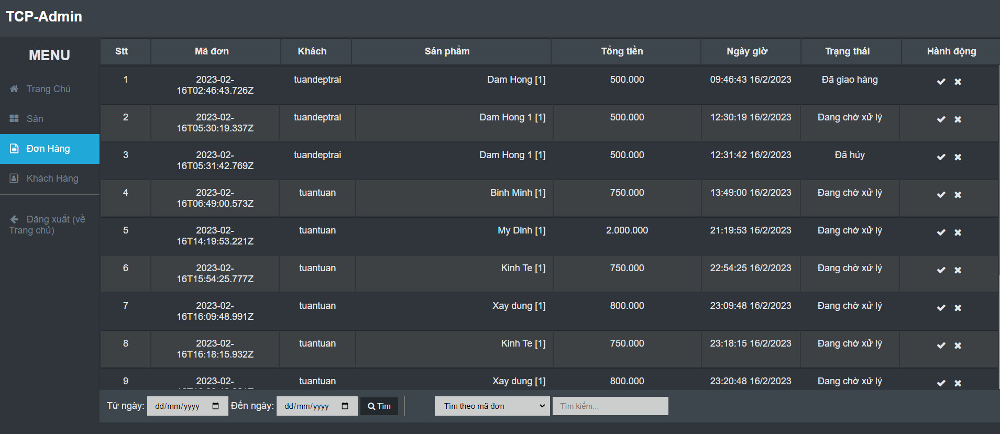 TCP-Admin
MENU
Trang Chủ
Sân
Đơn Hàng
Khách Hàng
Đăng xuất (về
Trang chủ)
Stt Mã đơn Khách Sản phẩm Tổng tiền Ngày giờ Trạng thái Hành động
1 2023-02- tuandeptrai Dam Hong [1] 500.000 09:46:43 16/2/2023 Đã giao hàng
16T02:46:43.726Z
2 2023-02- tuandeptrai Dam Hong 1 [1] 500.000 12:30:19 16/2/2023 Đang chờ xử lý
16T05:30:19.337Z
3 2023-02- tuandeptrai Dam Hong 1 [1] 500.000 12:31:42 16/2/2023 Đã hủy
16T05:31:42.769Z
4 2023-02- tuantuan Binh Minh [1] 750.000 13:49:00 16/2/2023 Đang chờ xử lý
16T06:49:00.573Z
5 2023-02- tuantuan My Dinh [1] 2.000.000 21:19:53 16/2/2023 Đang chờ xử lý
16T14:19:53.221Z
6 2023-02- tuantuan Kinh Te [1] 750.000 22:54:25 16/2/2023 Đang chờ xử lý
16T15:54:25.777Z
7 2023-02- tuantuan Xay dung [1] 800.000 23:09:48 16/2/2023 Đang chờ xử lý
16T16:09:48.991Z
8 2023-02- tuantuan Kinh Te [1] 750.000 23:18:15 16/2/2023 Đang chờ xử lý
16T16:18:15.932Z
9 2023-02- tuantuan Xay dung [1] 800.000 23:20:48 16/2/2023 Đang chờ xử lý
Từ ngày: dd/mm/yyyy Đến ngày: dd/mm/yyyy Tìm Tìm theo mã đơn Tìm kiếm...